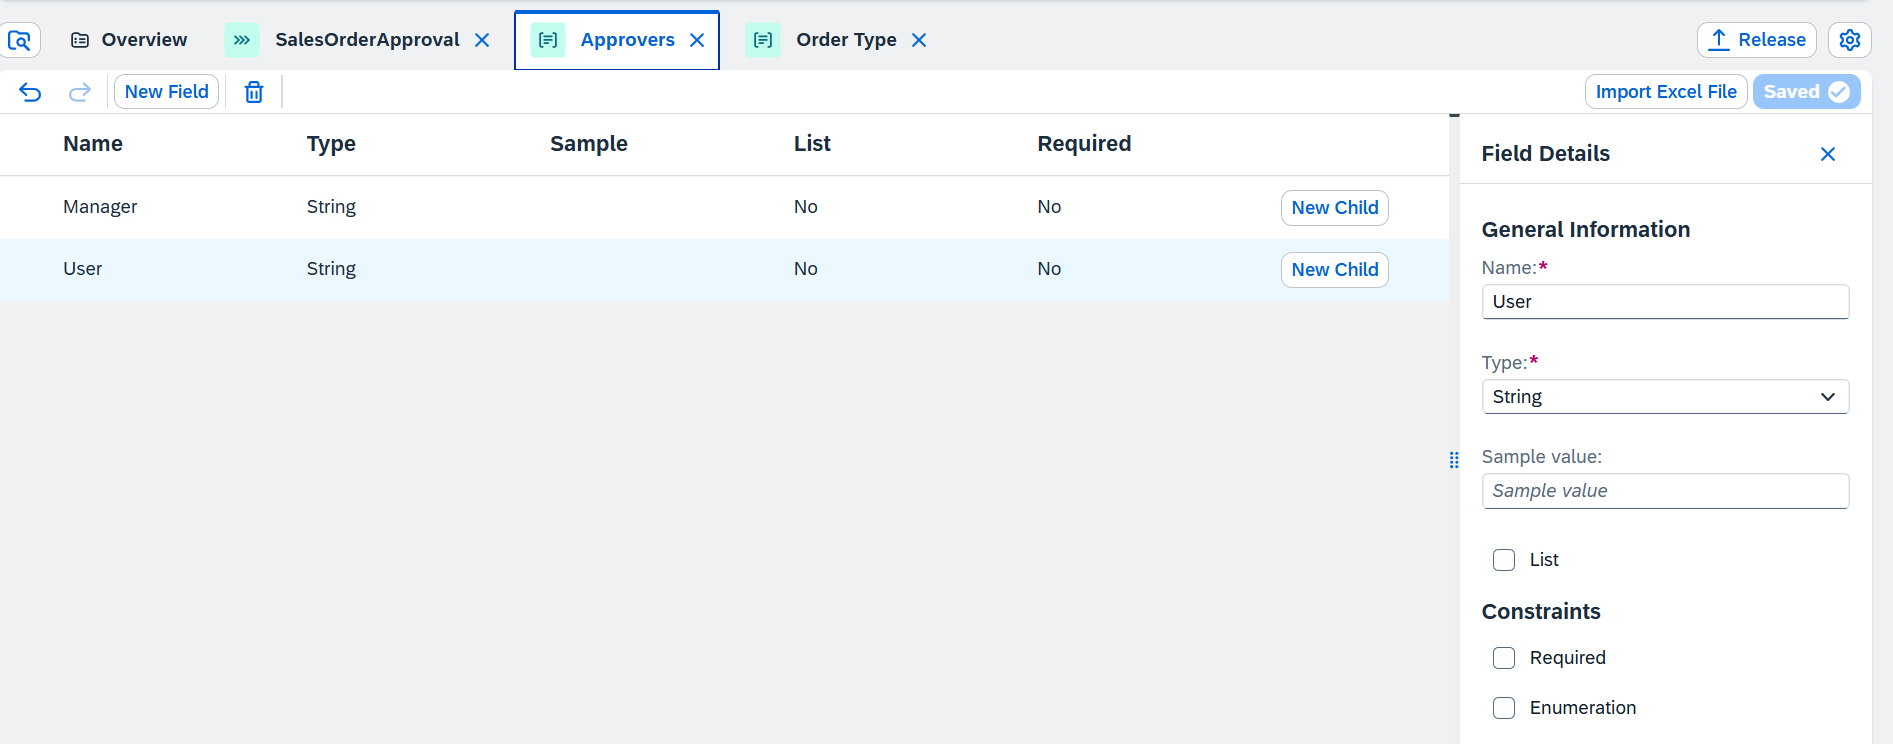 Overview SalesOrderApproval Approvers Order Type Release
New Field Import Excel File Saved
Name Type Sample List Required
Manager String No No New Child
User String No No New Child
Field Details
General Information
Name:*
User
Type:*
String
Sample value:
Sample value
List
Constraints
Required
Enumeration